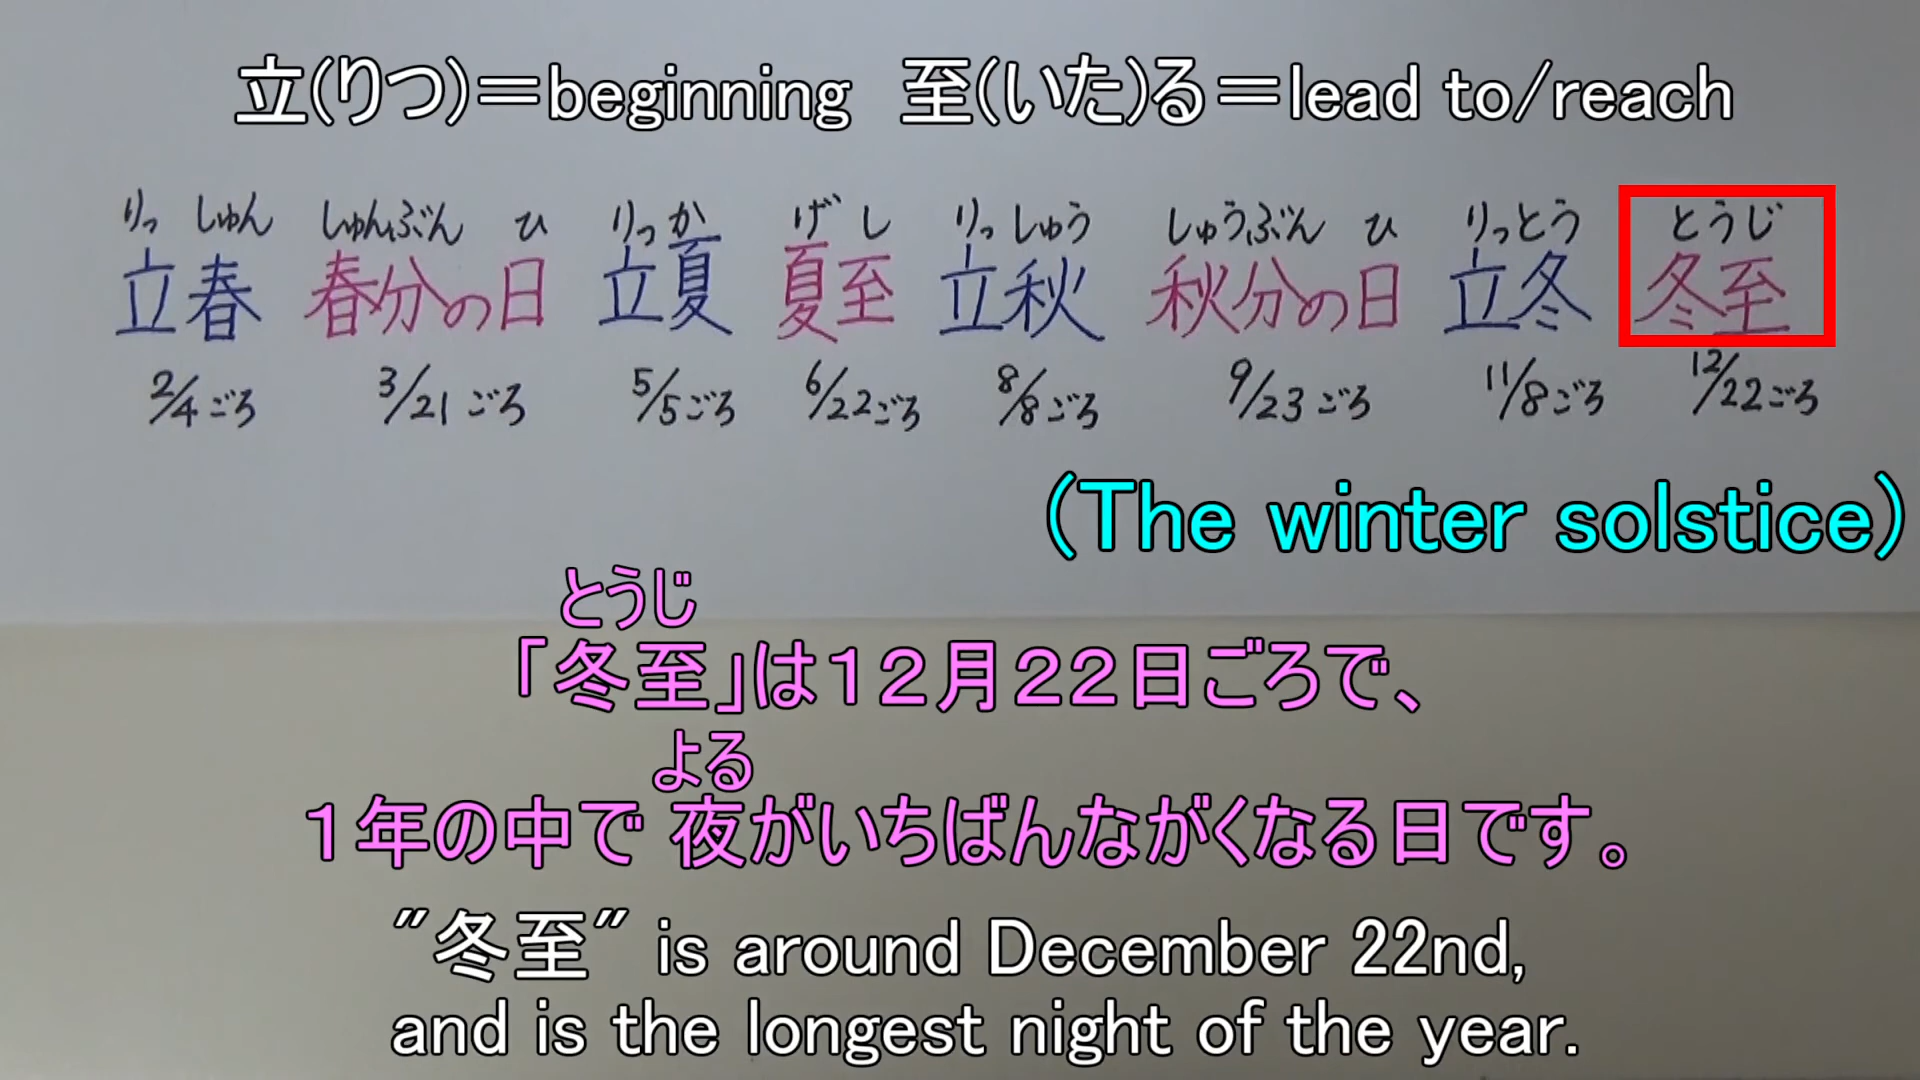 立(りつ)＝beginning　至(いた)る＝lead to/reach
りっ しゅん　しゅんぶん ひ　りっか　げ し　りっしゅう　しゅうぶん ひ　りっとう　とうじ
立春　春分の日　立夏　夏至　立秋　秋分の日　立冬　冬至
2/4ごろ　3/21ごろ　5/5ごろ　6/22ごろ　8/8ごろ　9/23ごろ　11/8ごろ　12/22ごろ
(The winter solstice)
とうじ
「冬至」は１２月２２日ごろで、
よる
１年の中で 夜がいちばんながくなる日です。
"冬至" is around December 22nd,
and is the longest night of the year.